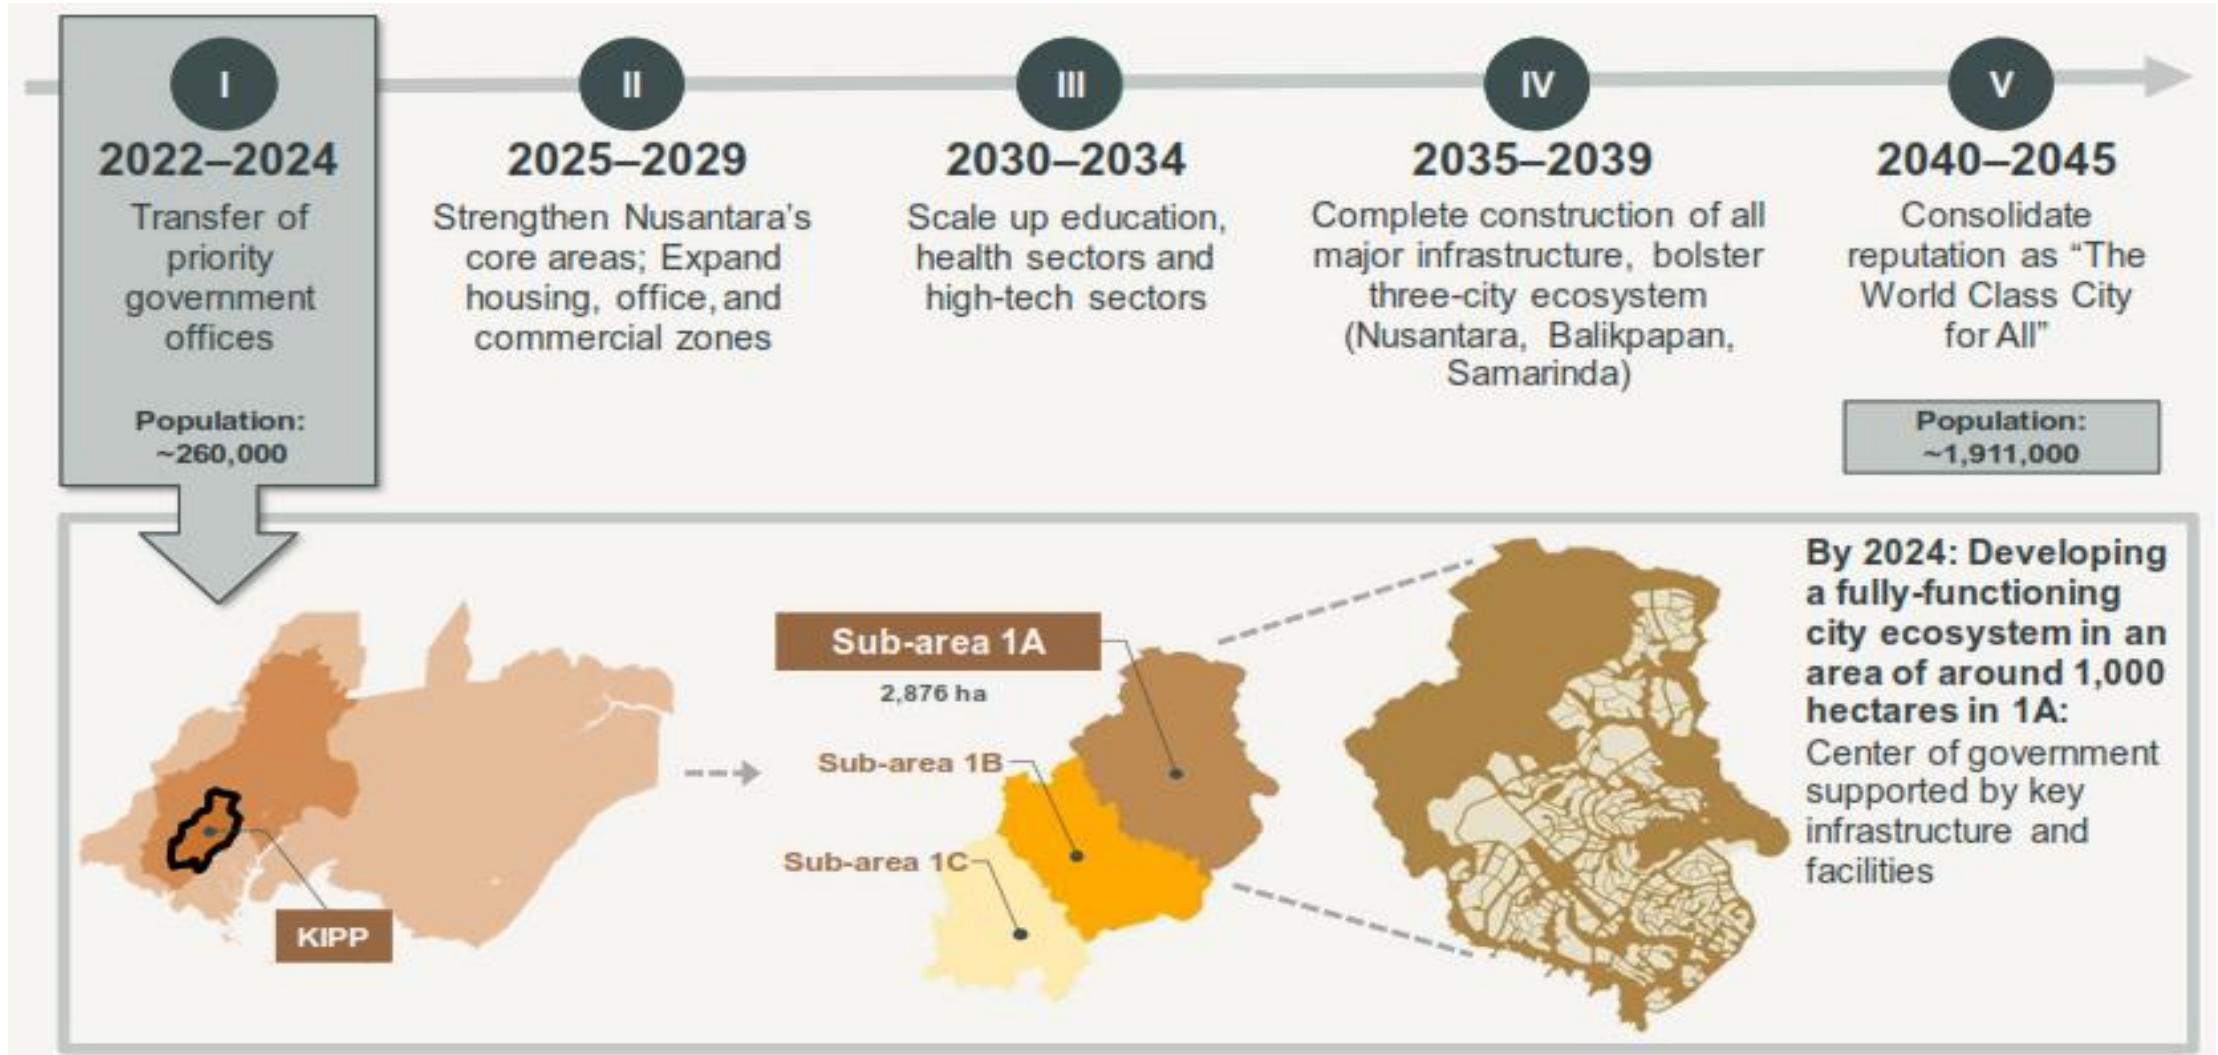 I
2022–2024
Transfer of
priority
government
offices
Population:
~260,000
II
2025–2029
Strengthen Nusantara’s
core areas; Expand
housing, office, and
commercial zones
III
2030–2034
Scale up education,
health sectors and
high-tech sectors
IV
2035–2039
Complete construction of all
major infrastructure, bolster
three-city ecosystem
(Nusantara, Balikpapan,
Samarinda)
V
2040–2045
Consolidate
reputation as “The
World Class City
for All”
Population:
~1,911,000
KIPP
Sub-area 1A
2,876 ha
Sub-area 1B
Sub-area 1C
By 2024: Developing
a fully-functioning
city ecosystem in an
area of around 1,000
hectares in 1A:
Center of government
supported by key
infrastructure and
facilities